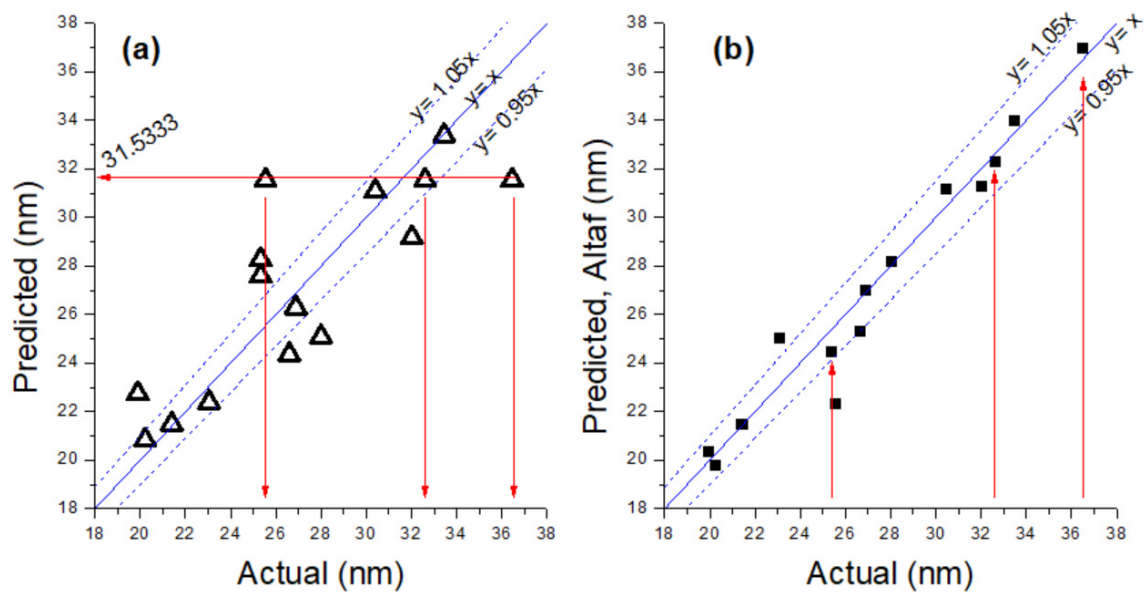 (a)
y= 1.05x
y= x
y= 0.95x
31.5333
38
36
34
32
30
28
26
24
22
20
18
Predicted (nm)
18 20 22 24 26 28 30 32 34 36 38
Actual (nm)
(b)
y= 1.05x
y= x
y= 0.95x
38
36
34
32
30
28
26
24
22
20
18
Predicted, Altaf (nm)
18 20 22 24 26 28 30 32 34 36 38
Actual (nm)